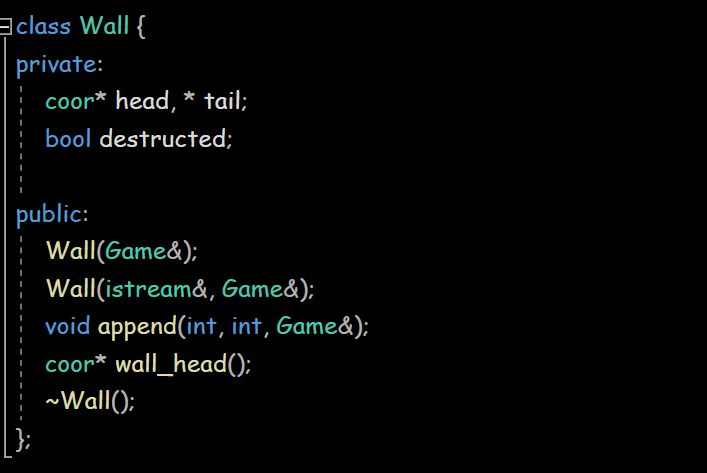 class Wall {
private:
coor* head, * tail;
bool destructed;
public:
Wall(Game&);
Wall(istream&, Game&);
void append(int, int, Game&);
coor* wall_head();
~Wall();
};